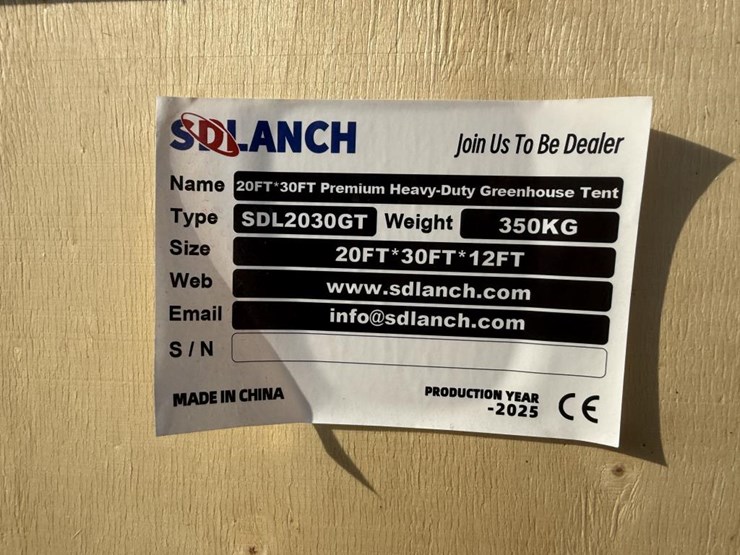 SDLANCH Join Us To Be Dealer
Name 20FT*30FT Premium Heavy-Duty Greenhouse Tent
Type SDL2030GT Weight 350KG
Size 20FT*30FT*12FT
Web www.sdlanch.com
Email info@sdlanch.com
S / N
MADE IN CHINA PRODUCTION YEAR
-2025 CE